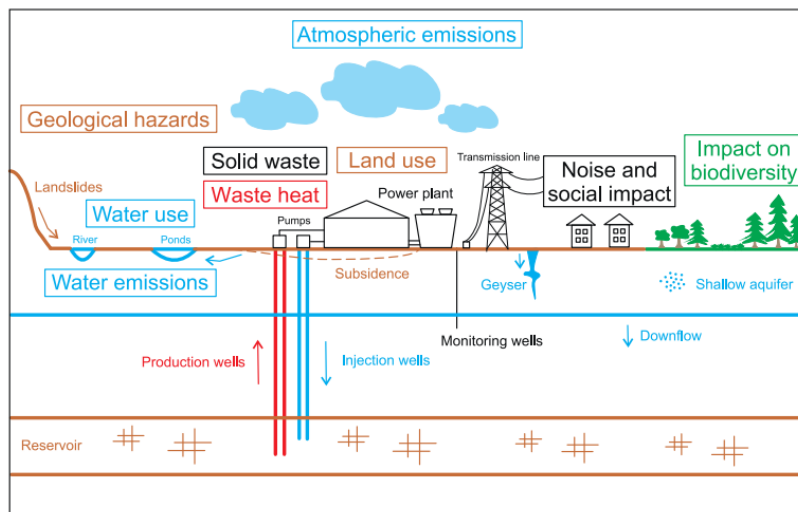 Atmospheric emissions
Geological hazards
Solid waste
Land use
Transmission line
Noise and
social impact
Impact on
biodiversity
Landslides
Waste heat
Power plant
Water use
Pumps
River
Ponds
Water emissions
Subsidence
Geyser
Shallow aquifer
Monitoring wells
Downflow
Production wells
Injection wells
Reservoir